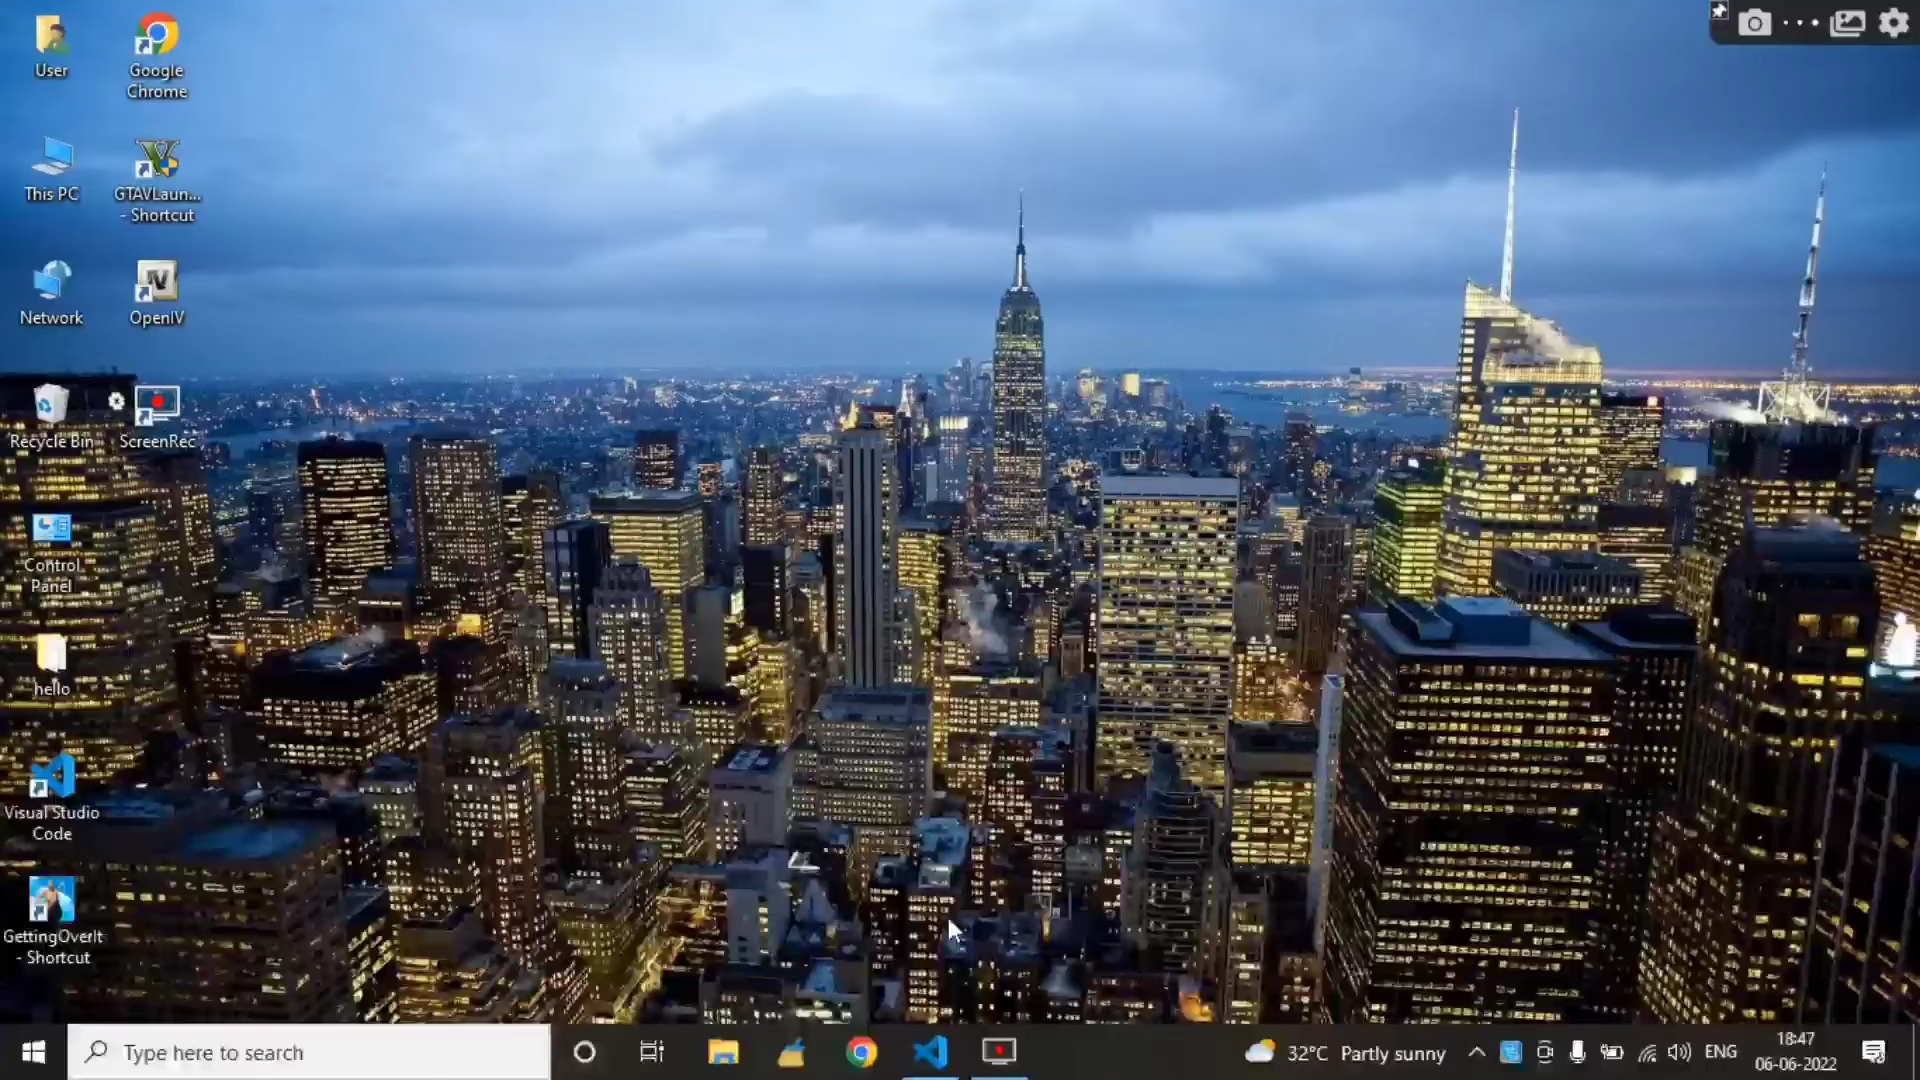 User
Google
Chrome
This PC
GTAVLaun...
- Shortcut
Network
OpenIV
Recycle Bin
ScreenRec
Control
Panel
hello
Visual Studio
Code
GettingOverIt
- Shortcut
Type here to search
32°C Partly sunny
ENG
18:47
06-06-2022